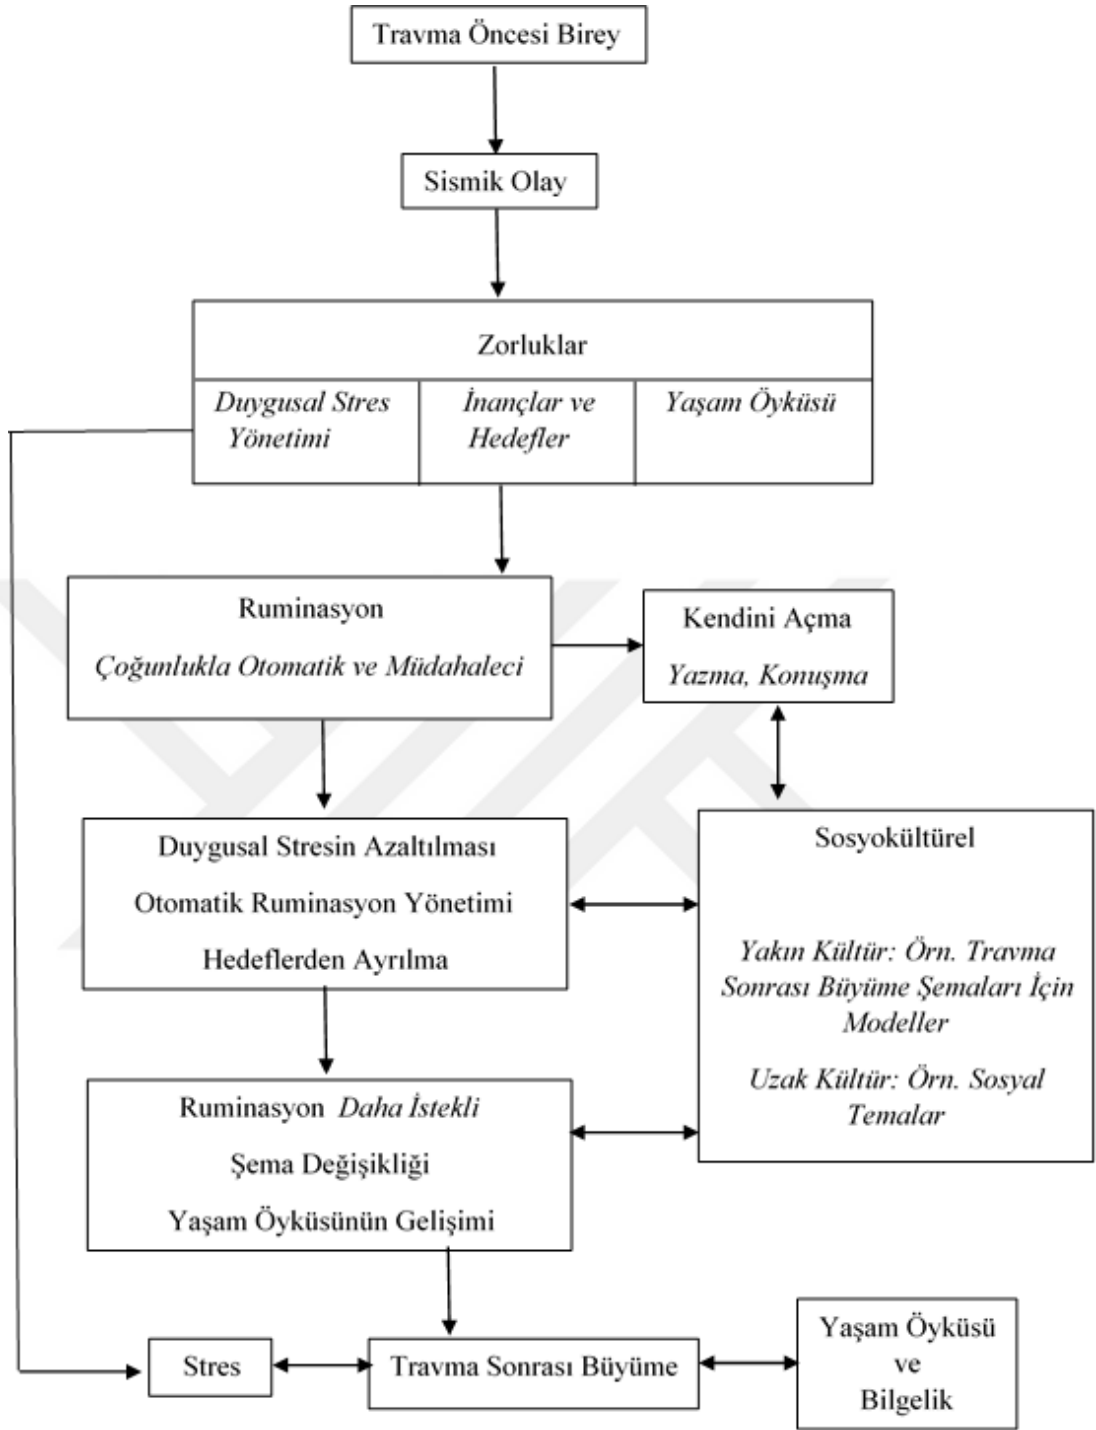 Travma Öncesi Birey
Sismik Olay
Zorluklar
Duygusal Stres
Yönetimi
İnançlar ve
Hedefler
Yaşam Öyküsü
Ruminasyon
Çoğunlukla Otomatik ve Müdahaleci
Kendini Açma
Yazma, Konuşma
Duygusal Stresin Azaltılması
Otomatik Ruminasyon Yönetimi
Hedeflerden Ayrılma
Sosyokültürel
Yakın Kültür: Örn. Travma
Sonrası Büyüme Şemaları İçin
Modeller
Uzak Kültür: Örn. Sosyal
Temalar
Ruminasyon Daha İstekli
Şema Değişikliği
Yaşam Öyküsünün Gelişimi
Stres
Travma Sonrası Büyüme
Yaşam Öyküsü
ve
Bilgelik